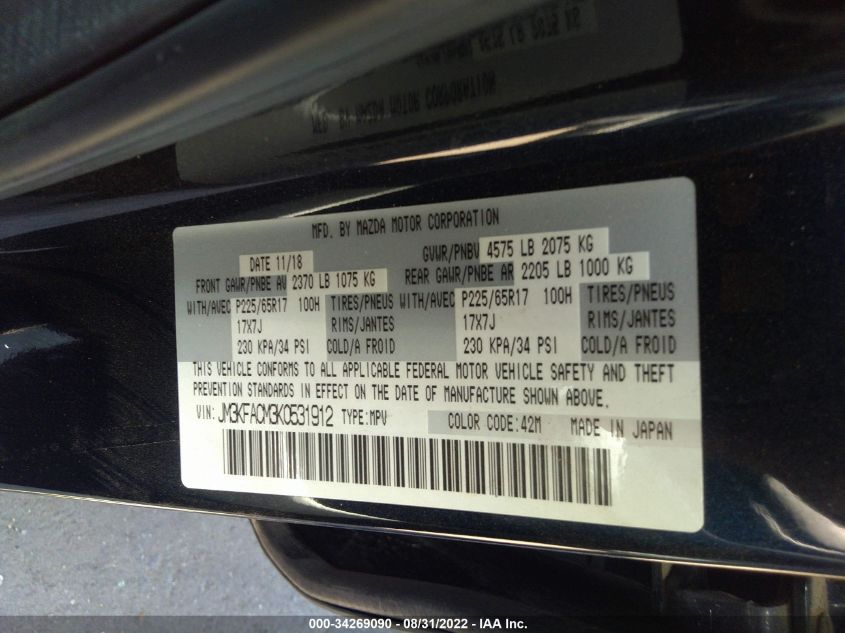 MFD. BY MAZDA MOTOR CORPORATION
DATE 11/18 GVWR/PNBV 4575 LB 2075 KG
FRONT GAWR/PNBE AV 2370 LB 1075 KG REAR GAWR/PNBE AR 2205 LB 1000 KG
WITH/AVEC P225/65R17 100H TIRES/PNEUS WITH/AVEC P225/65R17 100H TIRES/PNEUS
17X7J RIMS/JANTES 17X7J RIMS/JANTES
230 KPA/34 PSI COLD/A FROID 230 KPA/34 PSI COLD/A FROID
THIS VEHICLE CONFORMS TO ALL APPLICABLE FEDERAL MOTOR VEHICLE SAFETY AND THEFT
PREVENTION STANDARDS IN EFFECT ON THE DATE OF MANUFACTURE SHOWN ABOVE.
VIN: JM3KFACM3K0531912 TYPE:MPV COLOR CODE:42M MADE IN JAPAN
000-34269090 - 08/31/2022 - IAA Inc.